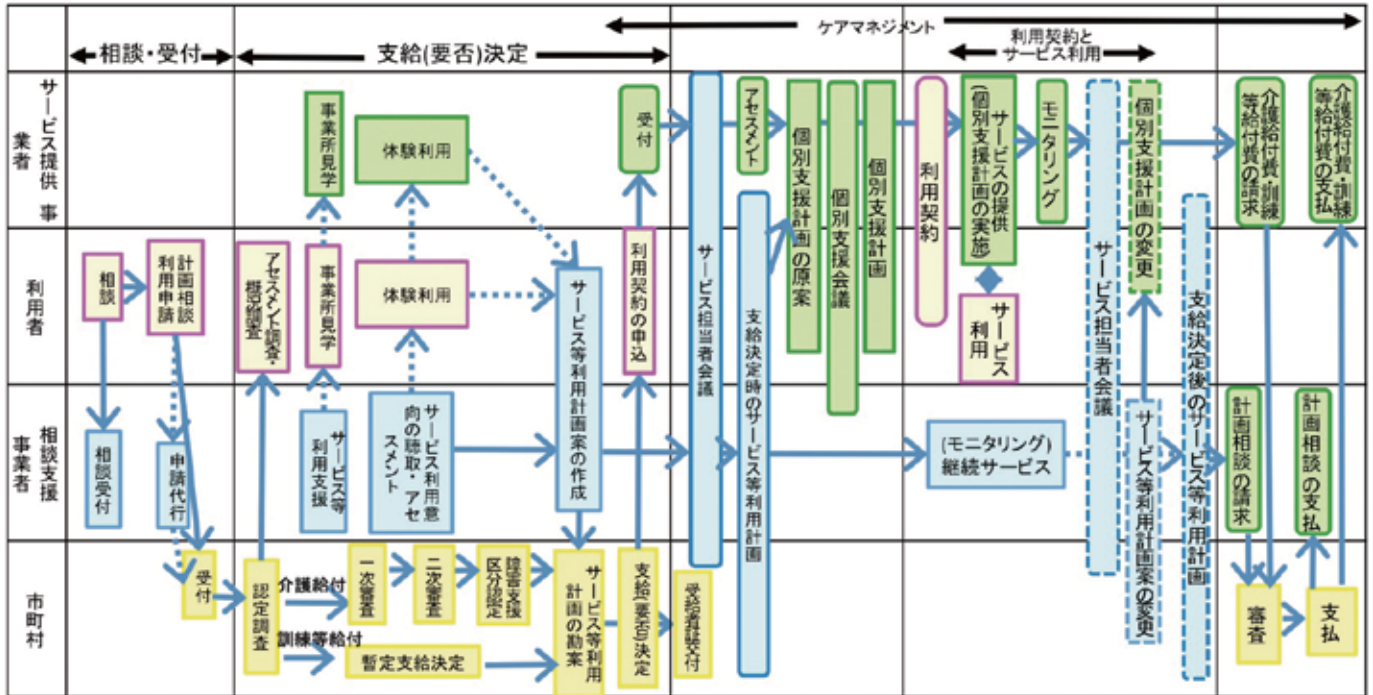 ケアマネジメント
相談・受付
支給(要否)決定
利用契約と
サービス利用
サービス提供 事
業者
事業所見学
体験利用
受付
アセスメント
個別支援計画の原案
個別支援会議
個別支援計画
利用契約
サービスの提供
(個別支援計画の実施)
モニタリング
個別支援計画の変更
介護給付費・訓練
等給付費の請求
介護給付費・訓練
等給付費の支払
利用者
相談
計画相談
利用申請
アセスメント調査・
概況調査
事業所見学
体験利用
サービス等利用計画案の作成
利用契約の申込
サービス担当者会議
支給決定時のサービス等利用計画
サービス
利用
サービス担当者会議
支給決定後のサービス等利用計画
相談支援
事業者
相談受付
申請代行
サービス等
利用支援
サービス利用意
向の聴取・アセ
スメント
(モニタリング)
継続サービス
サービス等利用計画案の変更
計画相談の請求
計画相談の支払
市町村
受付
認定調査
介護給付
一次審査
二次審査
障害支援
区分認定
訓練等給付
暫定支給決定
サービス等利用
計画の勘案
支給(要否)決定
受給者証交付
審査
支払